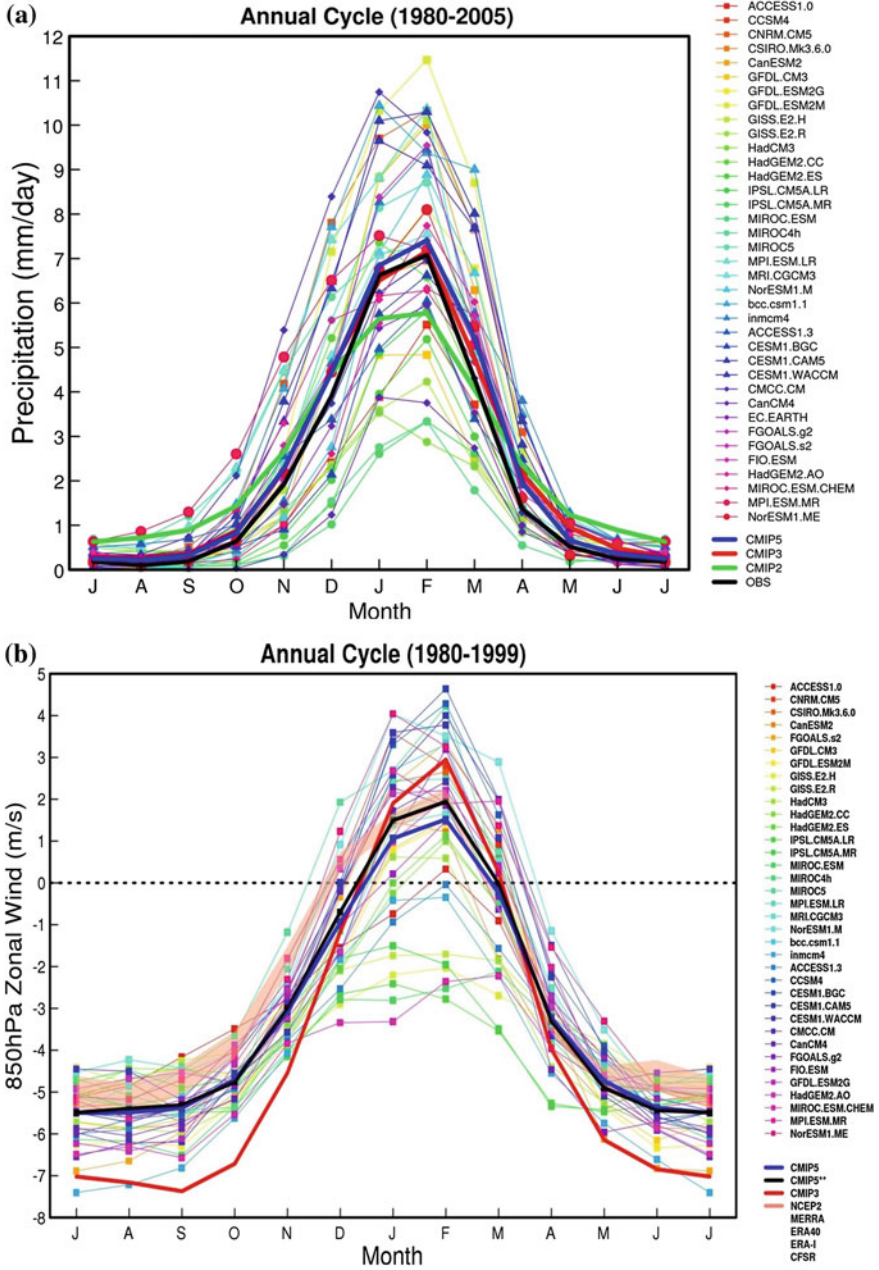 (a)
Annual Cycle (1980-2005)
Precipitation (mm/day)
12
11
10
9
8
7
6
5
4
3
2
1
0
J A S O N D J F M A M J J
Month
ACCESS1.0
CCSM4
CNRM.CM5
CSIRO.Mk3.6.0
CanESM2
GFDL.CM3
GFDL.ESM2G
GFDL.ESM2M
GISS.E2.H
GISS.E2.R
HadCM3
HadGEM2.CC
HadGEM2.ES
IPSL.CM5A.LR
IPSL.CM5A.MR
MIROC.ESM
MIROC4h
MIROC5
MPI.ESM.LR
MRI.CGCM3
NorESM1.M
bcc.csm1.1
inmcm4
ACCESS1.3
CESM1.BGC
CESM1.CAM5
CESM1.WACCM
CMCC.CM
CanCM4
EC.EARTH
FGOALS.g2
FGOALS.s2
FIO.ESM
HadGEM2.AO
MIROC.ESM.CHEM
MPI.ESM.MR
NorESM1.ME
CMIP5
CMIP3
CMIP2
OBS
(b)
Annual Cycle (1980-1999)
850hPa Zonal Wind (m/s)
5
4
3
2
1
0
-1
-2
-3
-4
-5
-6
-7
-8
J A S O N D J F M A M J J
Month
ACCESS1.0
CNRM.CM5
CSIRO.Mk3.6.0
CanESM2
FGOALS.s2
GFDL.CM3
GFDL.ESM2M
GISS.E2.H
GISS.E2.R
HadCM3
HadGEM2.CC
HadGEM2.ES
IPSL.CM5A.LR
IPSL.CM5A.MR
MIROC.ESM
MIROC4h
MIROC5
MPI.ESM.LR
MRI.CGCM3
NorESM1.M
bcc.csm1.1
inmcm4
ACCESS1.3
CCSM4
CESM1.BGC
CESM1.CAM5
CESM1.WACCM
CMCC.CM
CanCM4
FGOALS.g2
FIO.ESM
GFDL.ESM2G
HadGEM2.AO
MIROC.ESM.CHEM
MPI.ESM.MR
NorESM1.ME
CMIP5
CMIP5**
CMIP3
NCEP2
MERRA
ERA40
ERA-I
CFSR